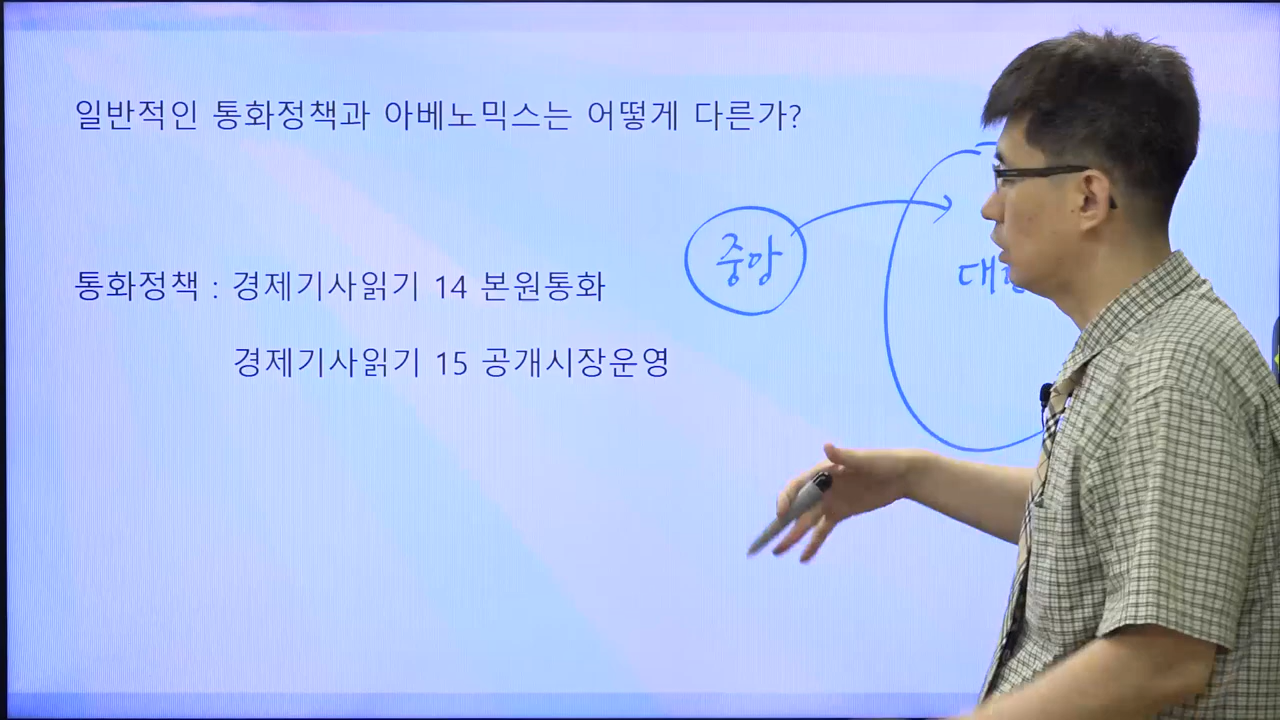 일반적인 통화정책과 아베노믹스는 어떻게 다른가?
중앙
통화정책 : 경제기사읽기 14 본원통화
경제기사읽기 15 공개시장운영